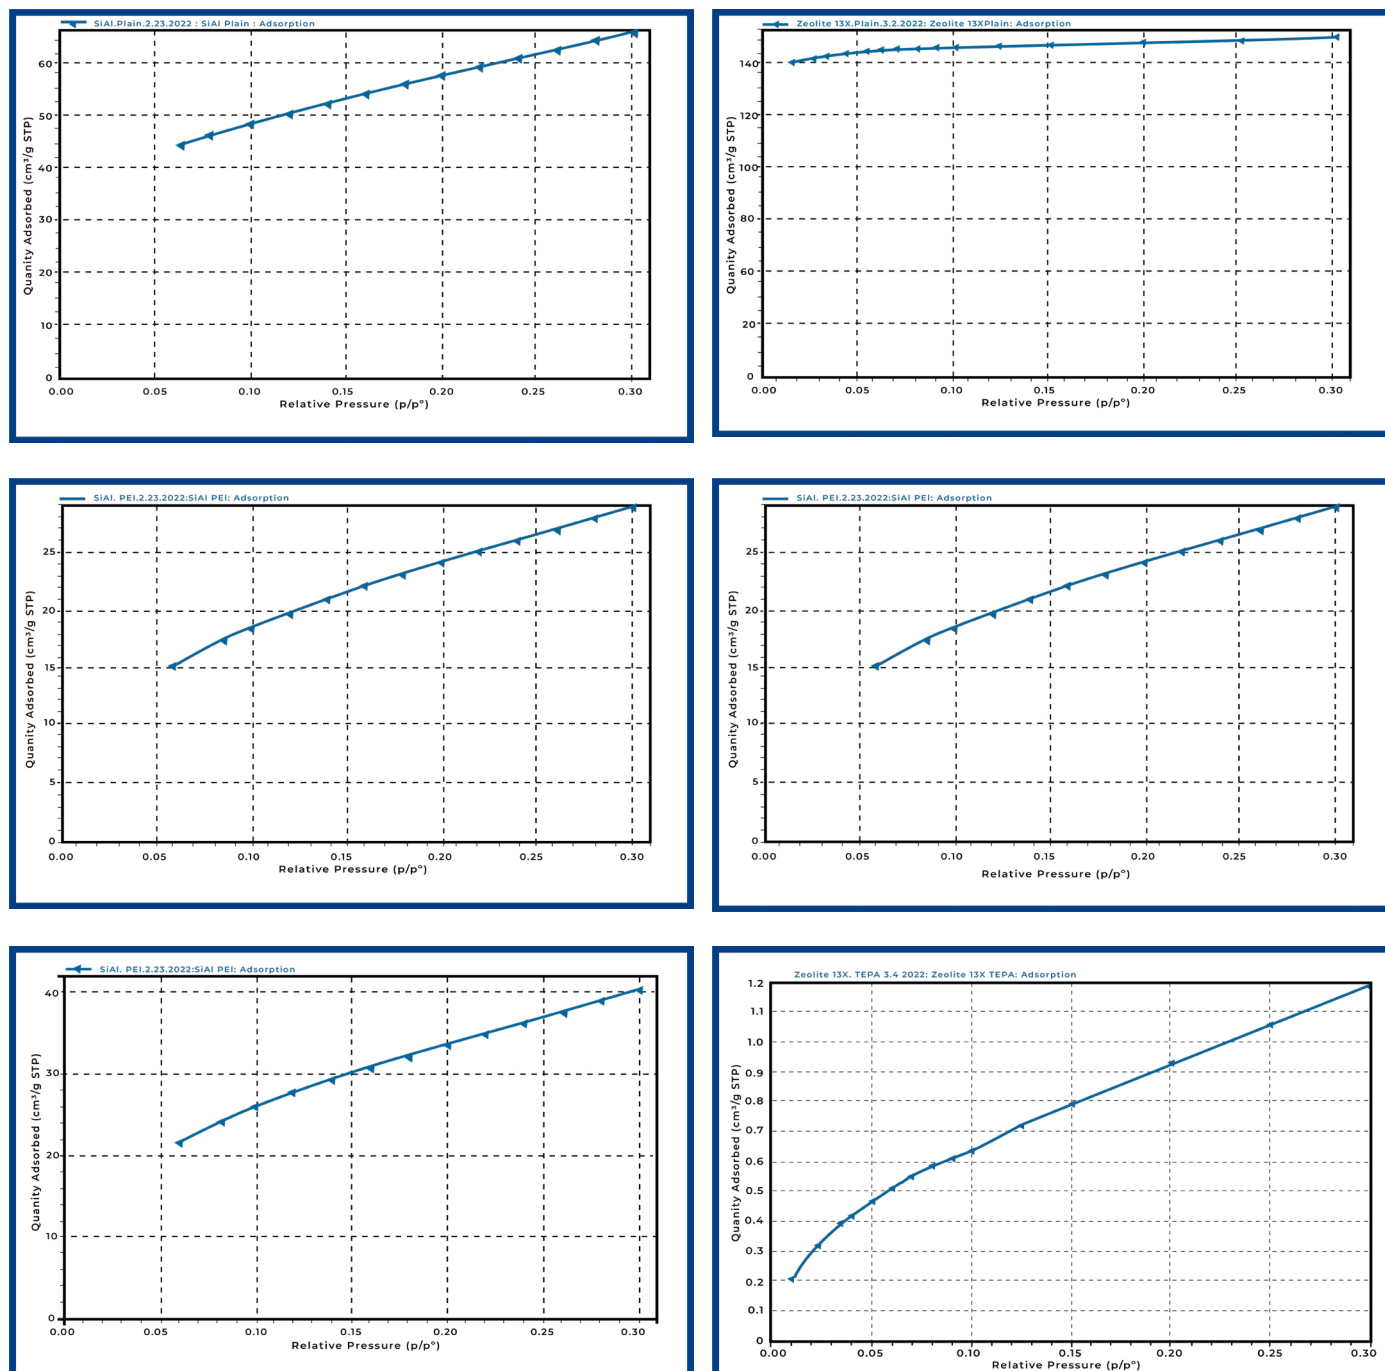 SiAl.Plain.2.23.2022 : SiAl Plain : Adsorption
Quanity Adsorbed (cm³/g STP)
60
50
40
30
20
10
0
0.00 0.05 0.10 0.15 0.20 0.25 0.30
Relative Pressure (p/p°)
Zeolite 13X.Plain.3.2.2022: Zeolite 13XPlain: Adsorption
Quanity Adsorbed (cm³/g STP)
140
120
100
80
60
20
0
0.00 0.05 0.10 0.15 0.20 0.25 0.30
Relative Pressure (p/p°)
SiAl. PEI.2.23.2022:SiAl PEI: Adsorption
Quanity Adsorbed (cm³/g STP)
25
20
15
10
5
0
0.00 0.05 0.10 0.15 0.20 0.25 0.30
Relative Pressure (p/p°)
SiAl. PEI.2.23.2022:SiAl PEI: Adsorption
Quanity Adsorbed (cm³/g STP)
25
20
15
10
5
0
0.00 0.05 0.10 0.15 0.20 0.25 0.30
Relative Pressure (p/p°)
SiAl. PEI.2.23.2022:SiAl PEI: Adsorption
Quanity Adsorbed (cm³/g STP)
40
30
20
10
0
0.00 0.05 0.10 0.15 0.20 0.25 0.30
Relative Pressure (p/p°)
Zeolite 13X. TEPA 3.4 2022: Zeolite 13X TEPA: Adsorption
Quanity Adsorbed (cm³/g STP)
1.2
1.1
1.0
0.9
0.8
0.7
0.6
0.5
0.4
0.3
0.2
0.1
0
0.00 0.05 0.10 0.15 0.20 0.25 0.30
Relative Pressure (p/p°)